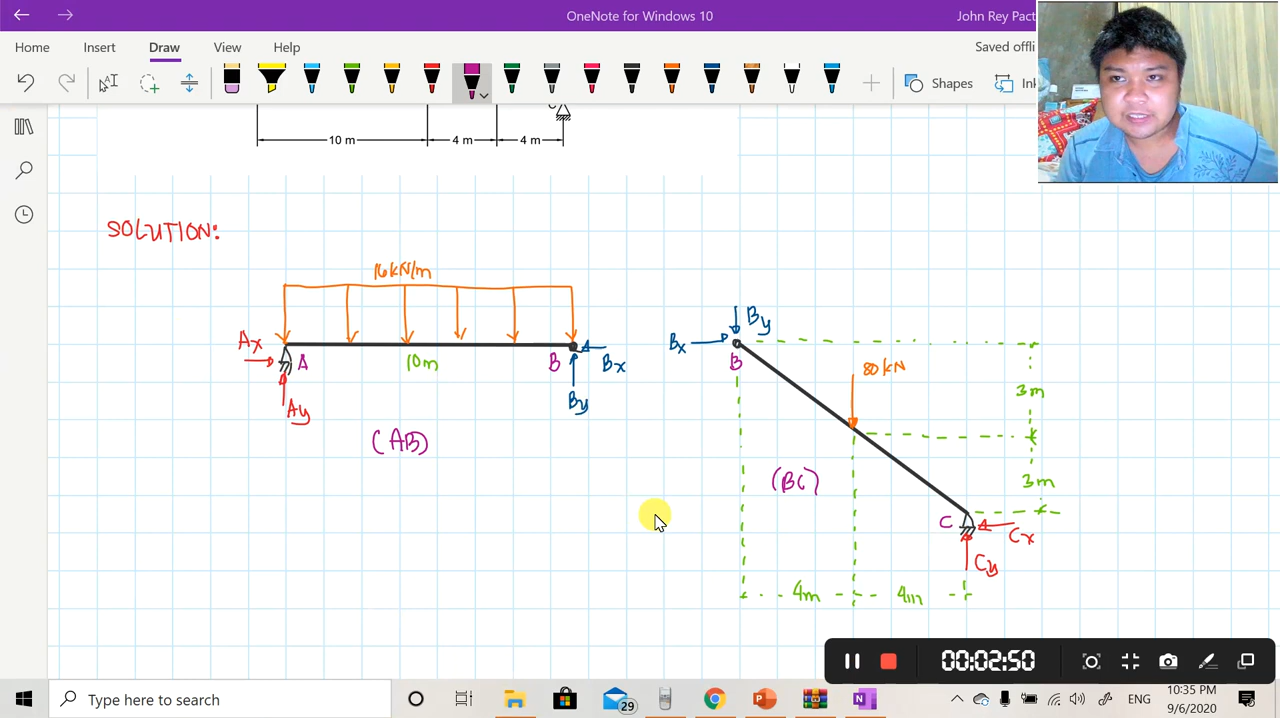 OneNote for Windows 10
John Rey Pact
Home
Insert
Draw
View
Help
Saved offli
Shapes
Ink
10 m
4 m
4 m
SOLUTION:
16kN/m
Ax
A
10m
B
Bx
Ay
By
(AB)
By
Bx
B
80kN
3m
(BC)
3m
C
Cx
Cy
4m
4m
00:02:50
Type here to search
29
ENG
10:35 PM
9/6/2020